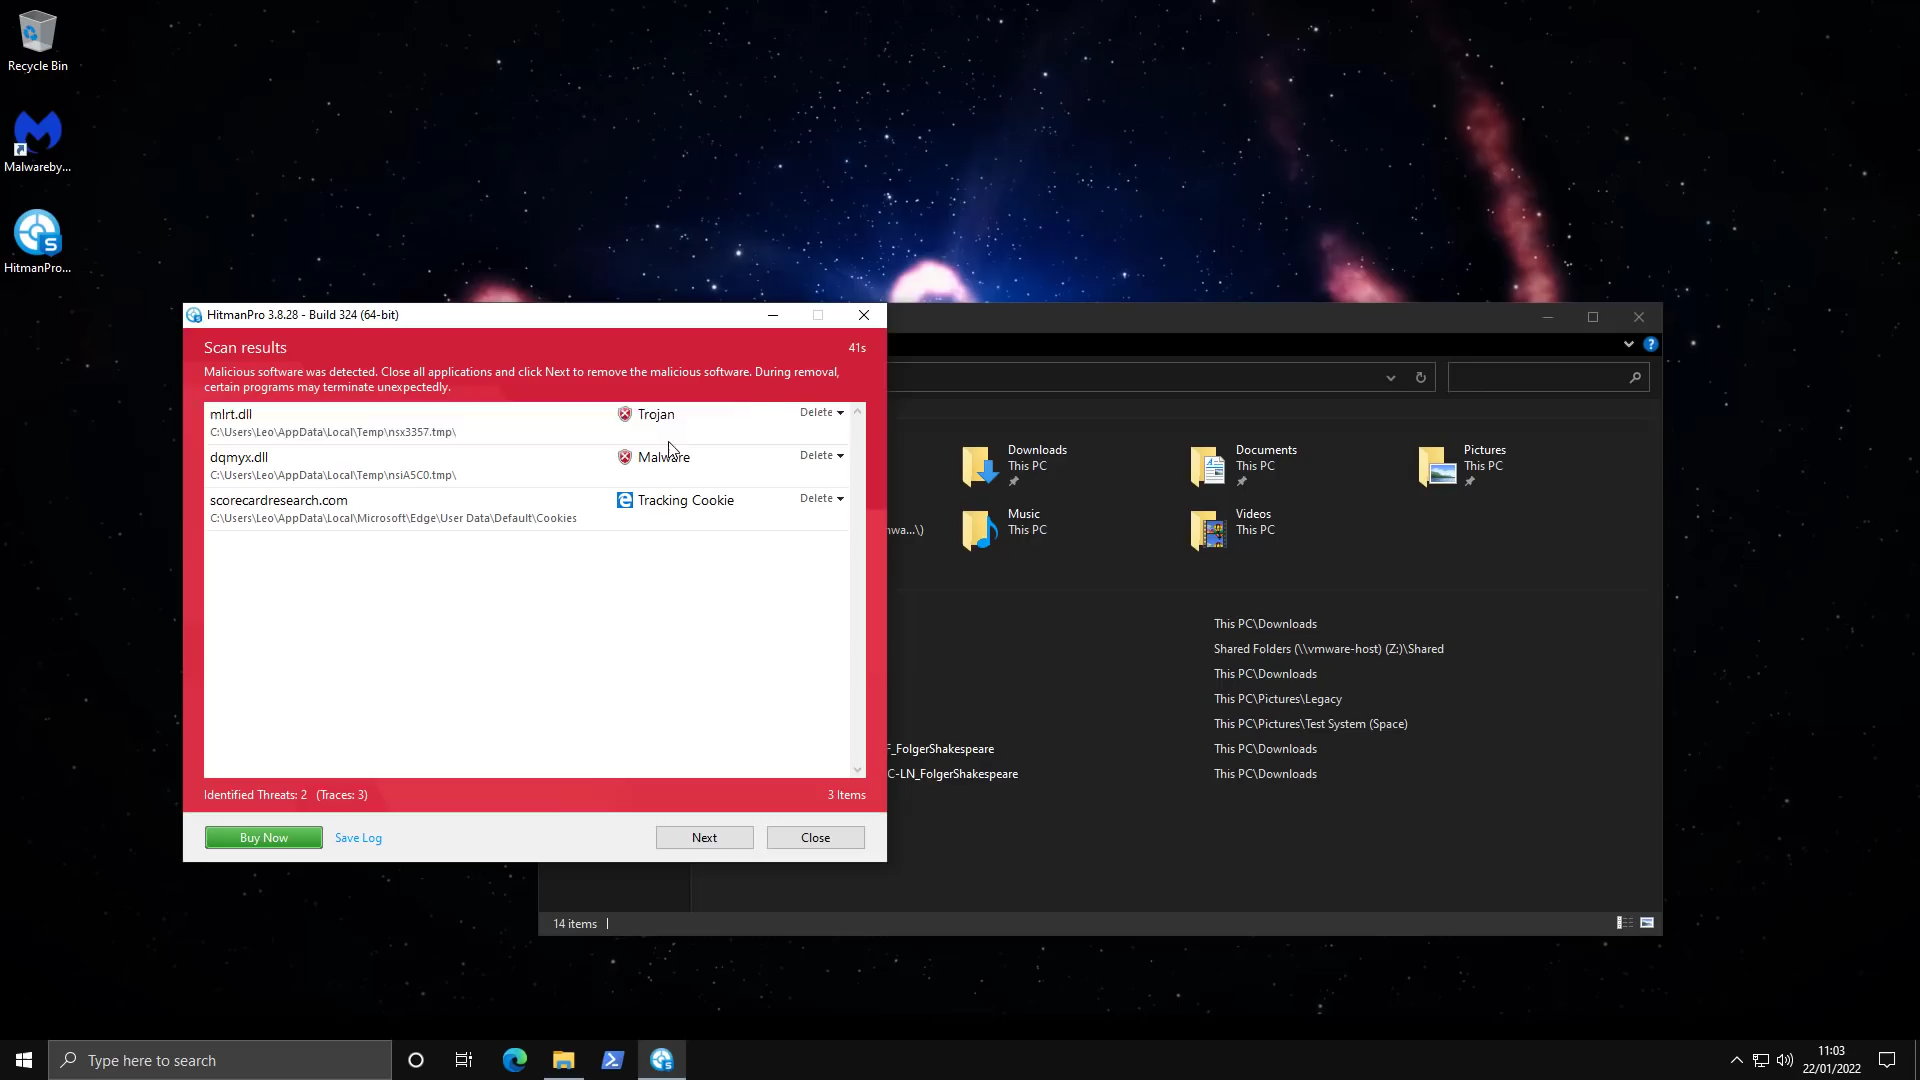 Recycle Bin
Malwareby...
HitmanPro...
HitmanPro 3.8.28 - Build 324 (64-bit)
Scan results
41s
Malicious software was detected. Close all applications and click Next to remove the malicious software. During removal,
certain programs may terminate unexpectedly.
mlrt.dll
Trojan
Delete
C:\Users\Leo\AppData\Local\Temp\nsx3357.tmp\
dqmyx.dll
Malware
Delete
C:\Users\Leo\AppData\Local\Temp\nsiA5C0.tmp\
scorecardresearch.com
Tracking Cookie
Delete
C:\Users\Leo\AppData\Local\Microsoft\Edge\User Data\Default\Cookies
Identified Threats: 2 (Traces: 3)
3 Items
Buy Now
Save Log
Next
Close
Downloads
This PC
Documents
This PC
Pictures
This PC
wa...\)
Music
This PC
Videos
This PC
This PC\Downloads
Shared Folders (\\vmware-host) (Z:)\Shared
This PC\Downloads
This PC\Pictures\Legacy
This PC\Pictures\Test System (Space)
F_FolgerShakespeare
This PC\Downloads
C-LN_FolgerShakespeare
This PC\Downloads
14 items
Type here to search
11:03
22/01/2022